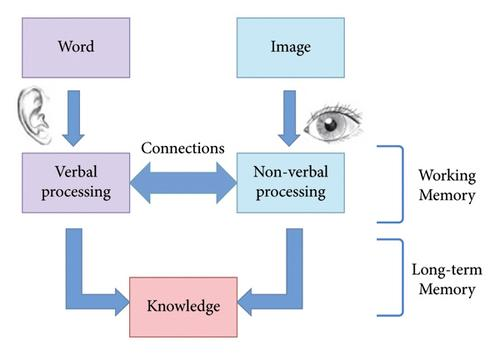 Word
Image
Connections
Verbal
processing
Non-verbal
processing
Working
Memory
Long-term
Memory
Knowledge